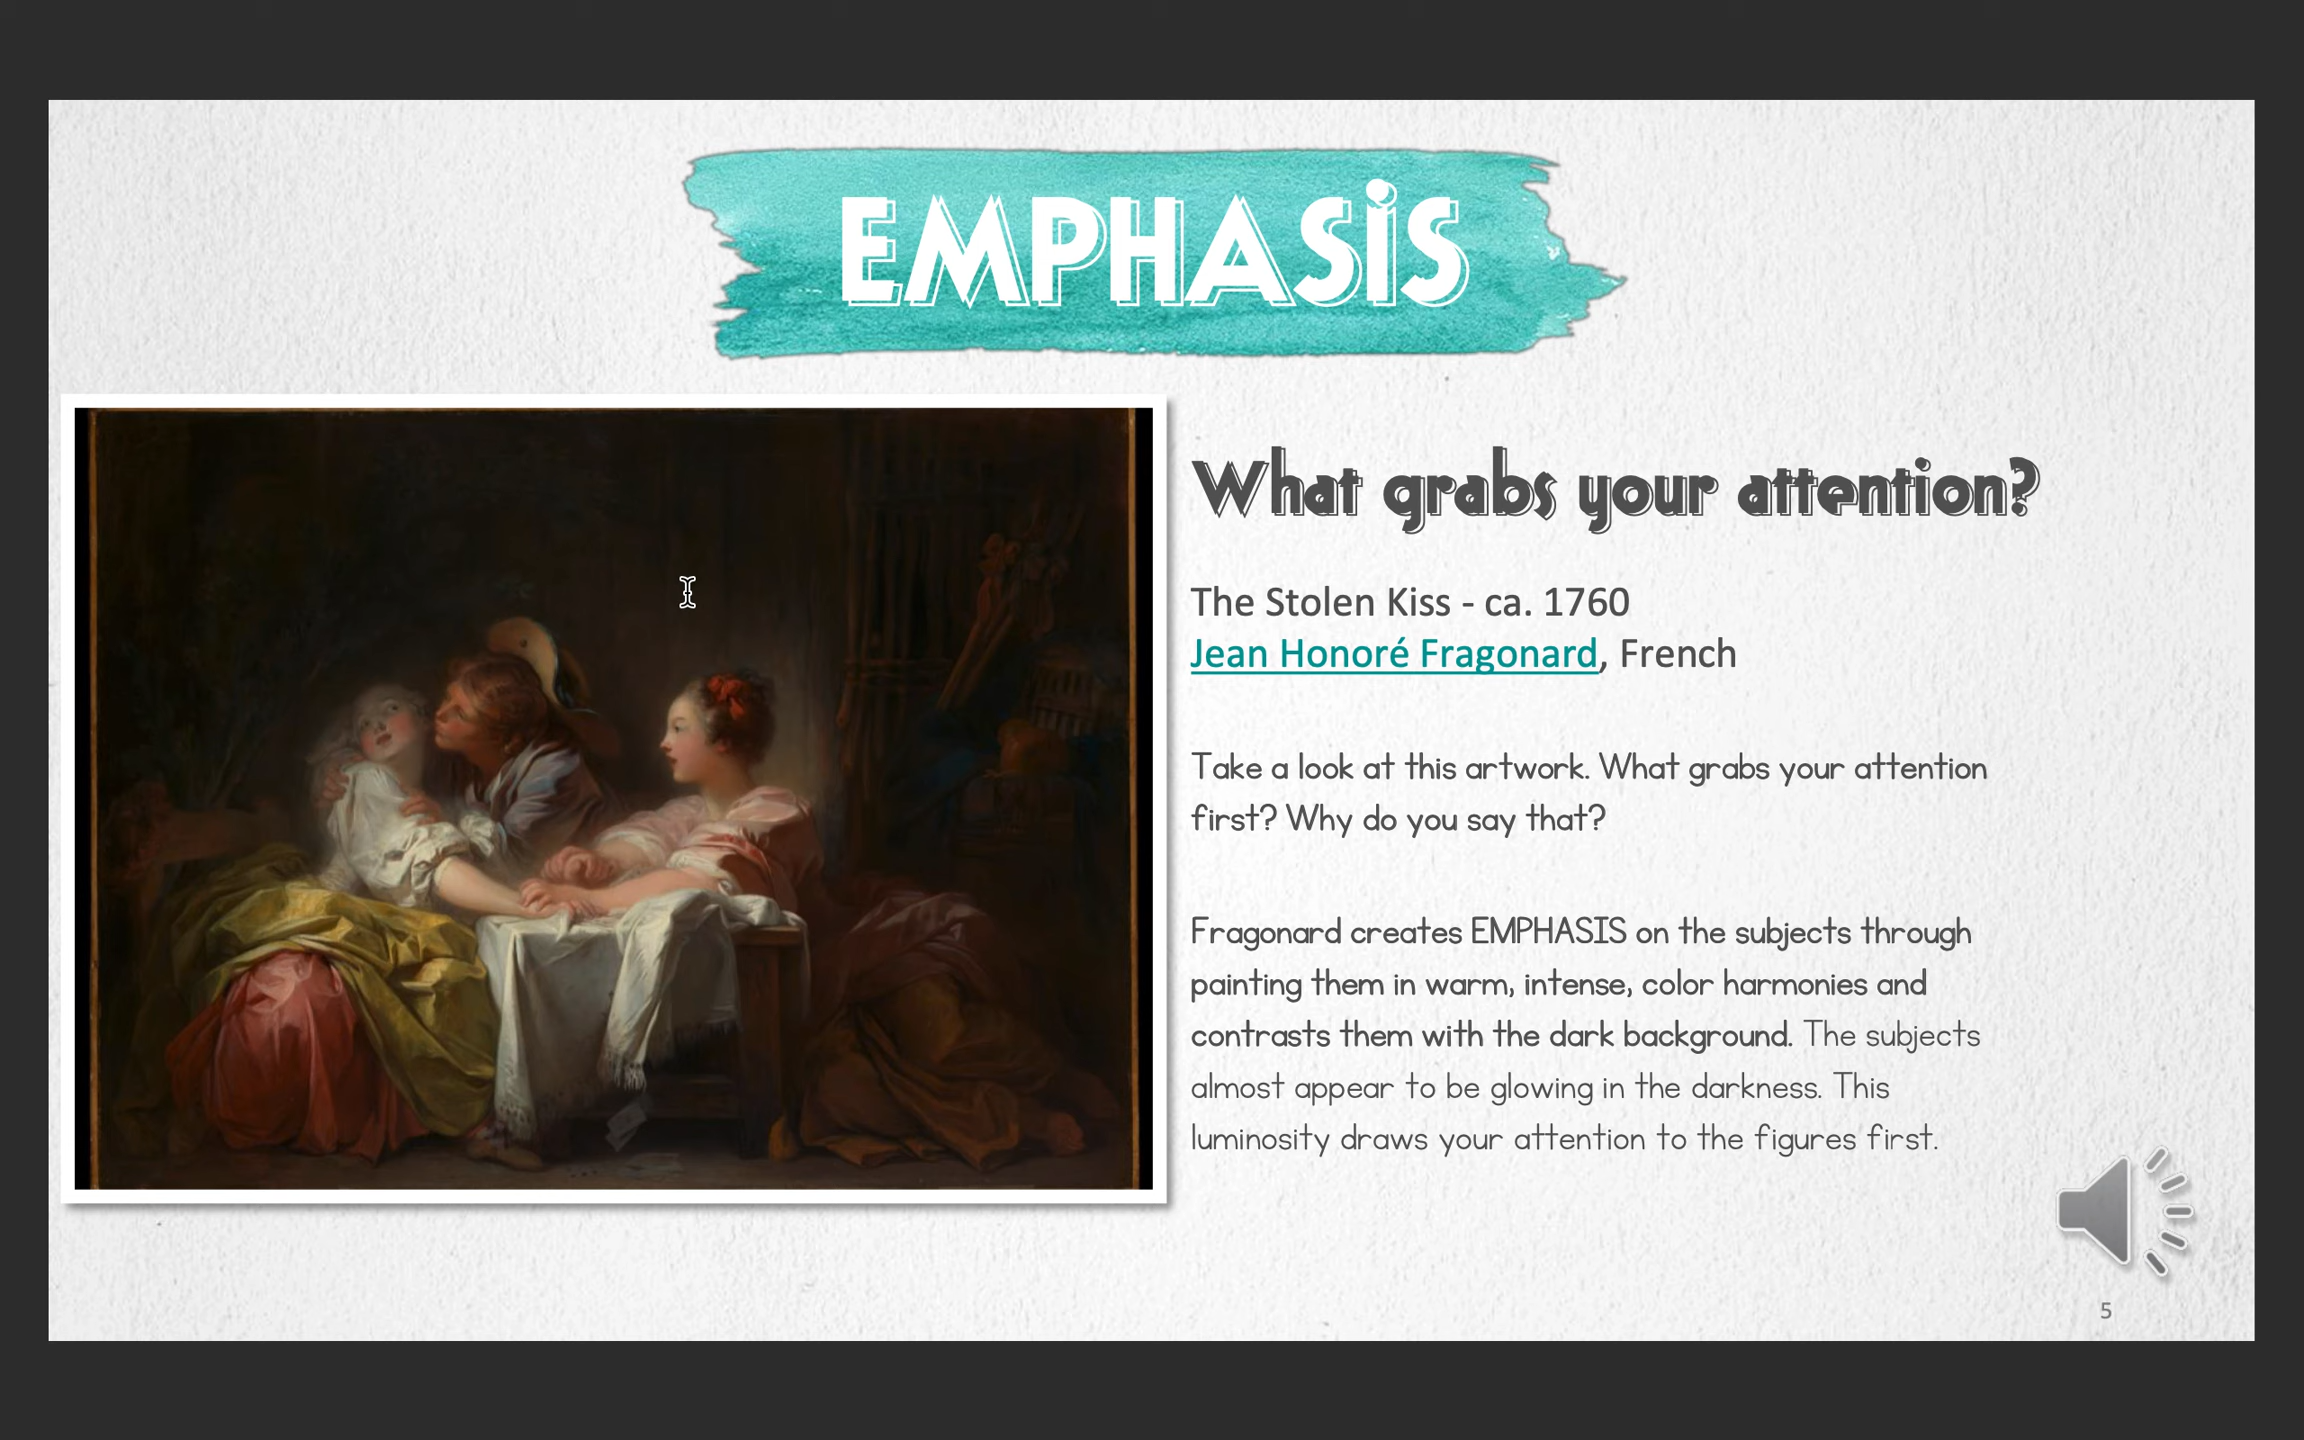 EMPHASiS
What grabs your attention?
The Stolen Kiss - ca. 1760
Jean Honoré Fragonard, French
Take a look at this artwork. What grabs your attention
first? Why do you say that?
Fragonard creates EMPHASIS on the subjects through
painting them in warm, intense, color harmonies and
contrasts them with the dark background. The subjects
almost appear to be glowing in the darkness. This
luminosity draws your attention to the figures first.
5